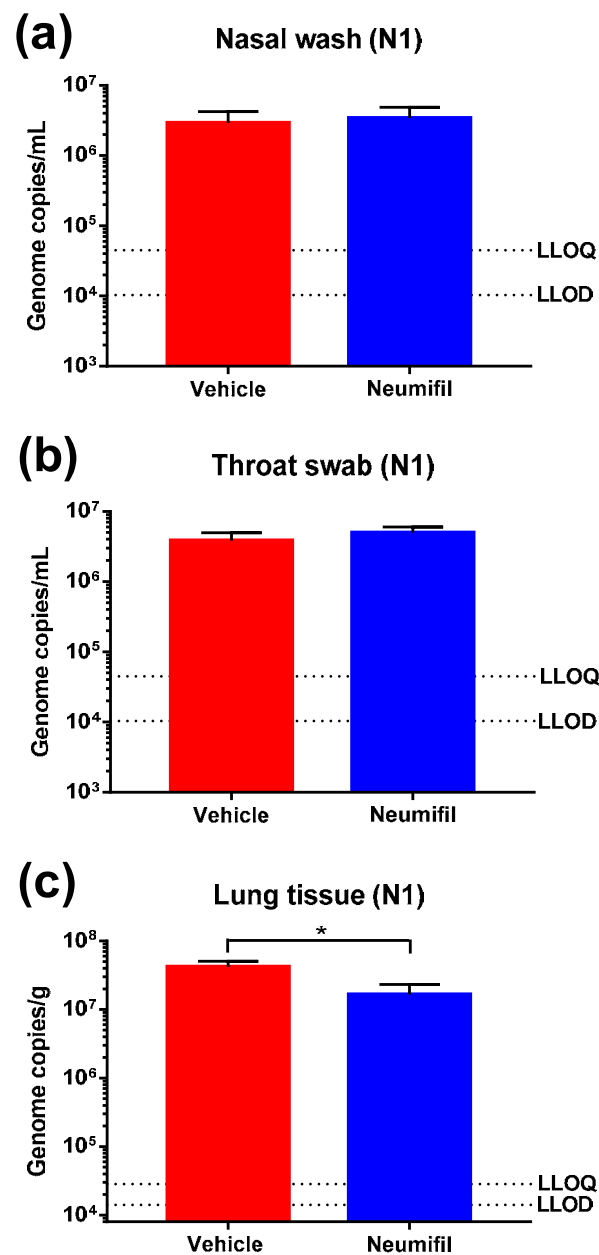 (a)
Nasal wash (N1)
Genome copies/mL
10⁷
10⁶
10⁵
10⁴
10³
LLOQ
LLOD
Vehicle Neumifil
(b)
Throat swab (N1)
Genome copies/mL
10⁷
10⁶
10⁵
10⁴
10³
LLOQ
LLOD
Vehicle Neumifil
(c)
Lung tissue (N1)
Genome copies/g
10⁸
10⁷
10⁶
10⁵
10⁴
*
LLOQ
LLOD
Vehicle Neumifil